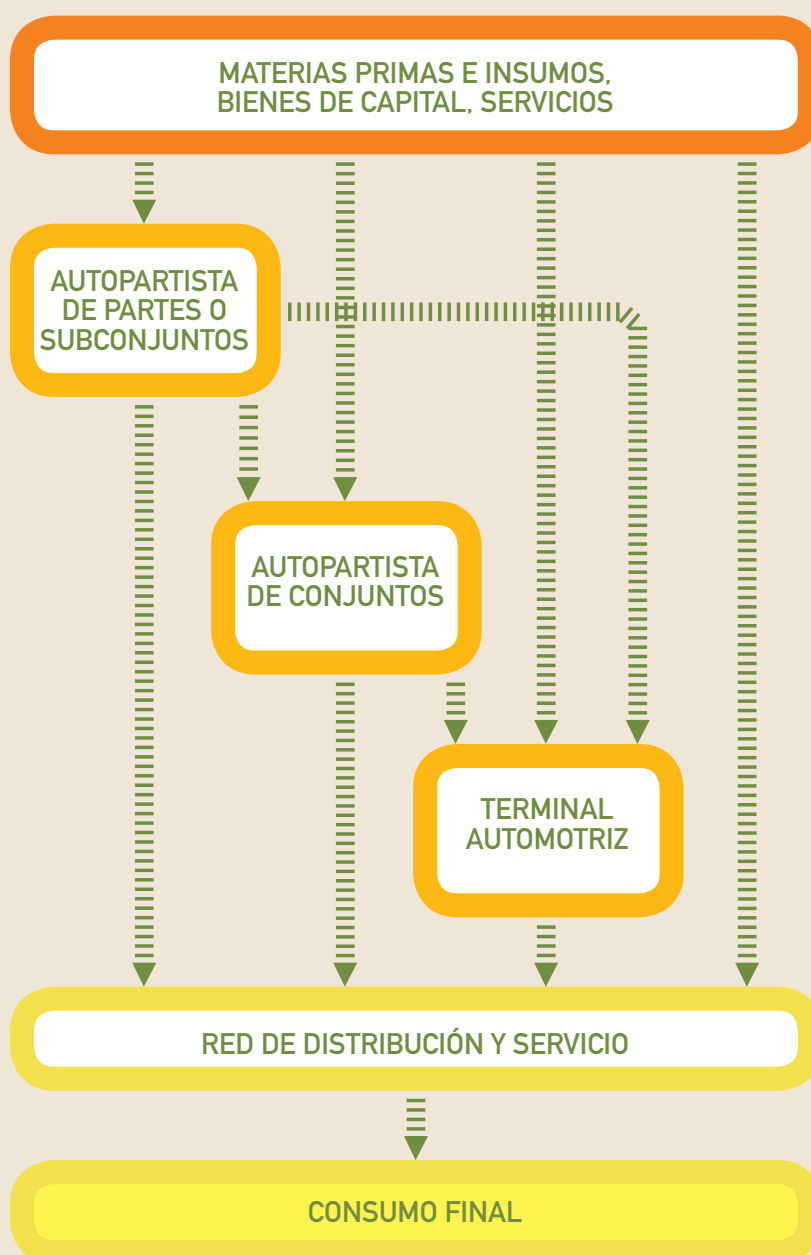 MATERIAS PRIMAS E INSUMOS,
BIENES DE CAPITAL, SERVICIOS
AUTOPARTISTA
DE PARTES O
SUBCONJUNTOS
AUTOPARTISTA
DE CONJUNTOS
TERMINAL
AUTOMOTRIZ
RED DE DISTRIBUCIÓN Y SERVICIO
CONSUMO FINAL